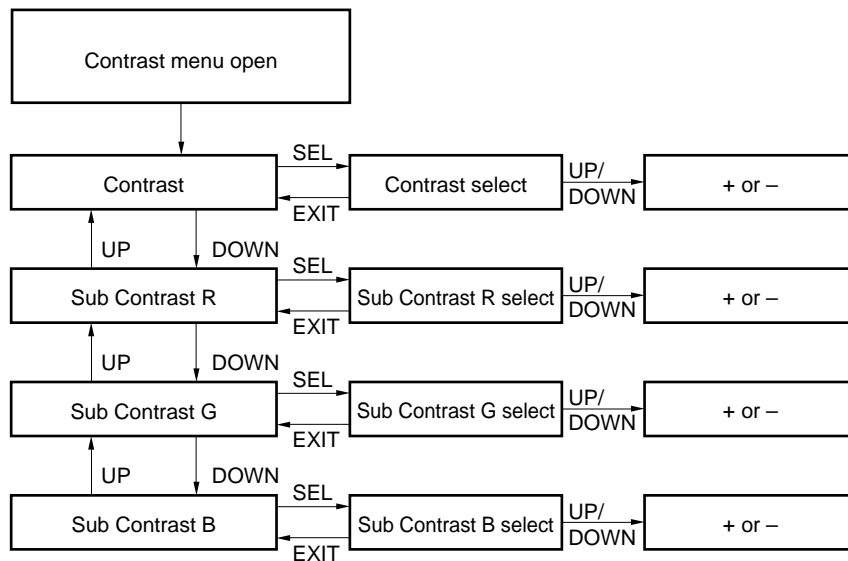 Contrast menu open
SEL
UP/
Contrast
Contrast select
+ or –
DOWN
EXIT
UP
DOWN
SEL
UP/
Sub Contrast R
Sub Contrast R select
+ or –
DOWN
EXIT
UP
DOWN
SEL
UP/
Sub Contrast G
Sub Contrast G select
+ or –
DOWN
EXIT
UP
DOWN
SEL
UP/
Sub Contrast B
Sub Contrast B select
+ or –
DOWN
EXIT